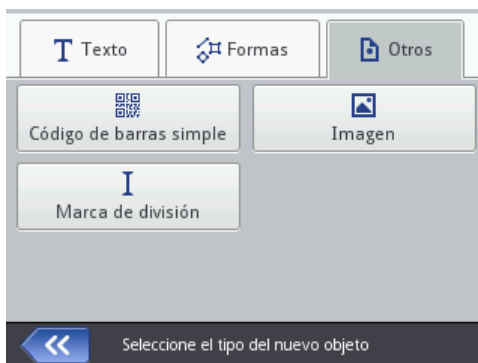 Texto
Formas
Otros
Código de barras simple
Imagen
Marca de división
Seleccione el tipo del nuevo objeto